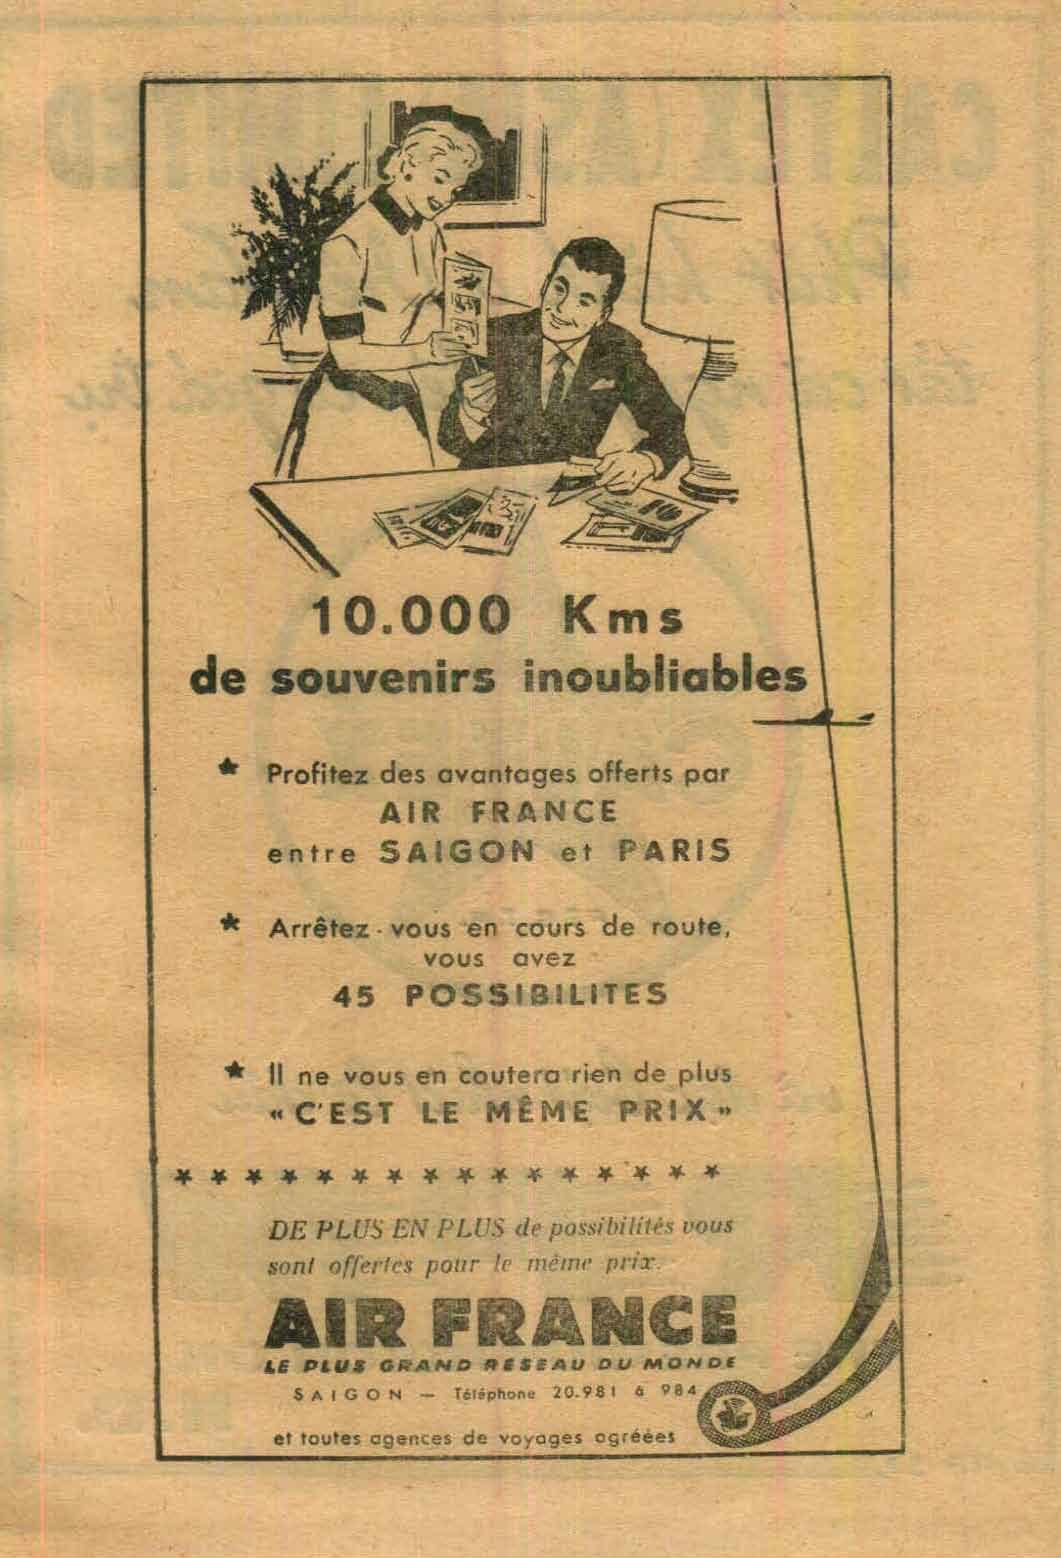 10.000 Kms
de souvenirs inoubliables
* Profitez des avantages offerts par
AIR FRANCE
entre SAIGON et PARIS
* Arrêtez-vous en cours de route,
vous avez
45 POSSIBILITES
* Il ne vous en coutera rien de plus
« C'EST LE MÊME PRIX »
* * * * * * * * * * * * * * * *
DE PLUS EN PLUS de possibilités vous
sont offertes pour le même prix.
AIR FRANCE
LE PLUS GRAND RESEAU DU MONDE
SAIGON — Téléphone 20.981 à 984
et toutes agences de voyages agréées